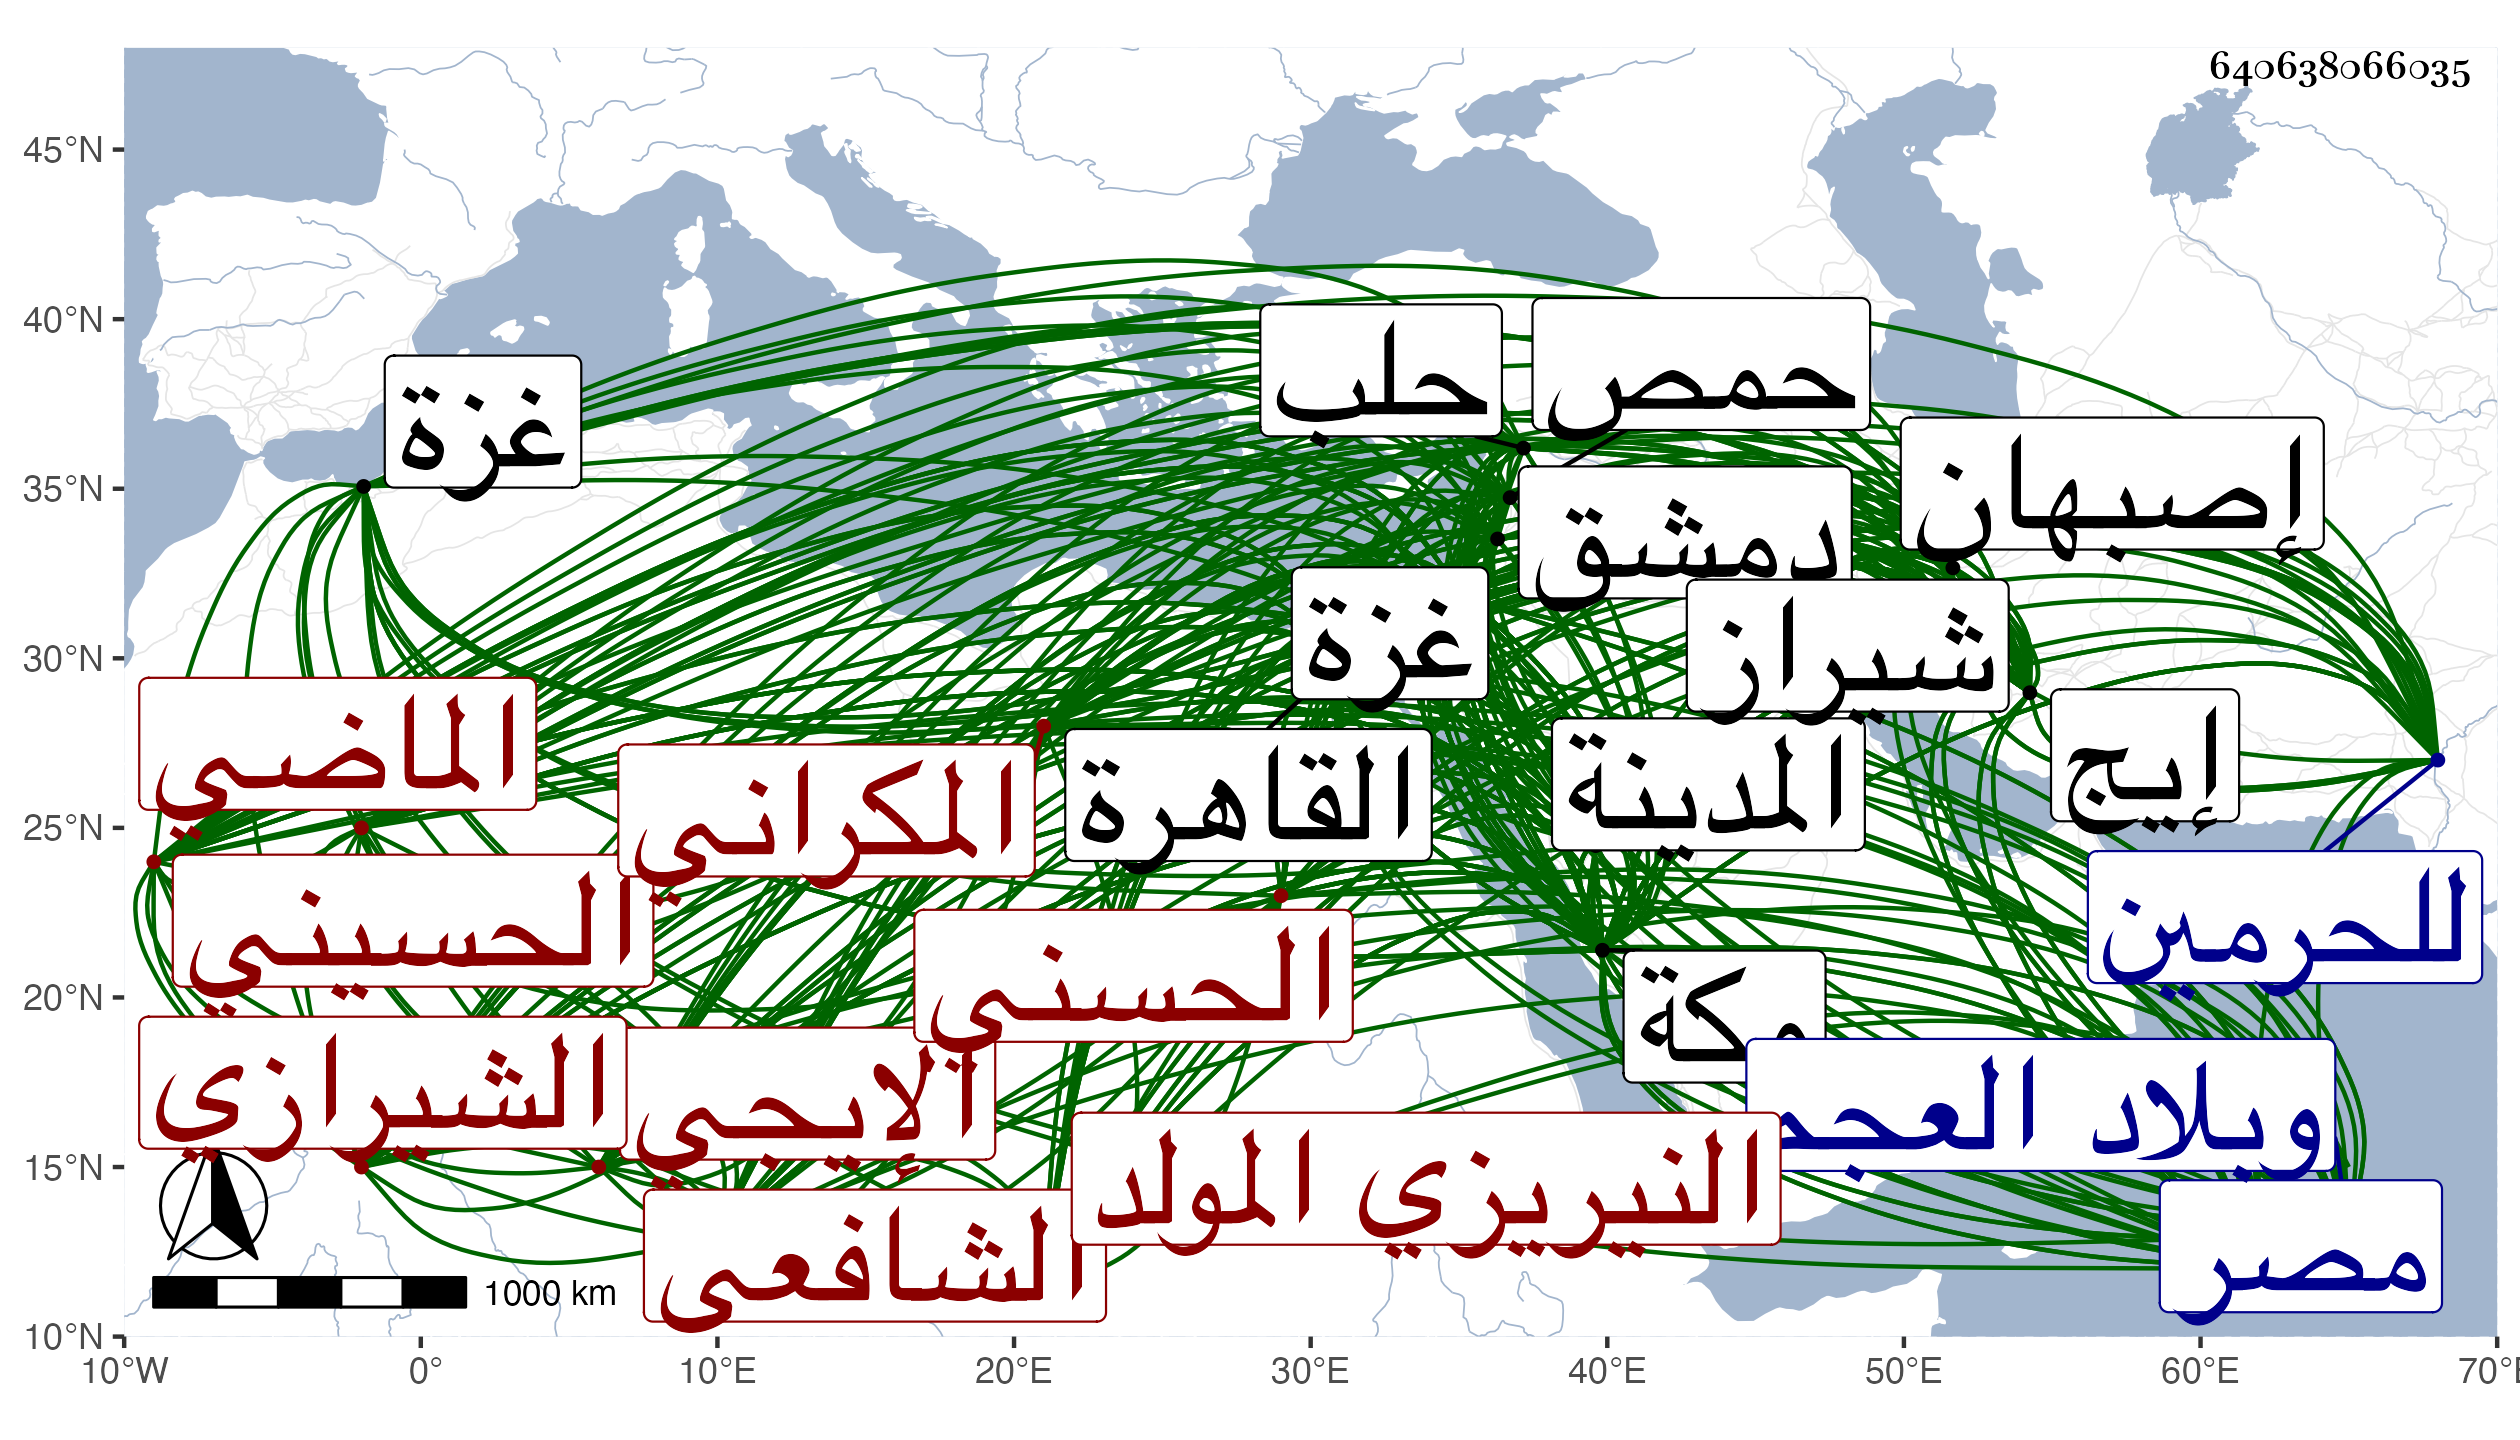 640638066035
45°N
40°N
35°N
30°N
25°N
20°N
15°N
10°N
حلب
حمص
غزة
إصبهان
دمشق
غزة
شيراز
الماضي
المكراني
القاهرة
المدينة
إيج
الحسيني
الحسني
للحرمين
مكة
الشيرازي
الإيجي
وبلاد العجم
النيريزي المولد
الشافعي
مصر
1000 km
10°W 0° 10°E 20°E 30°E 40°E 50°E 60°E 70°E